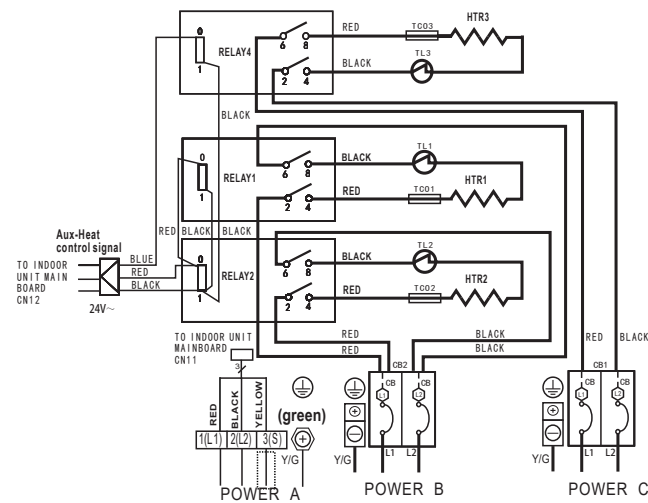 HTR3
RED
TCO3
0
6 8
RELAY4
TL3
1
2 4
BLACK
BLACK
0
BLACK
TL1
6 8
RELAY1
HTR1
RED
TCO1
1
2 4
Aux-Heat
control signal
RED BLACK BLACK
TL2
BLUE
0
BLACK
TO INDOOR
UNIT MAIN
BOARD
CN12
RED
6 8
RELAY2
HTR2
BLACK
RED
TCO2
24V~
1
2 4
TO INDOOR UNIT
MAINBOARD
CN11
RED
BLACK
RED
BLACK
RED
BLACK
3
CB2
CB1
CB CB
CB CB
L1 L2
L1 L2
RED
BLACK
YELLOW
(green)
1(L1) 2(L2) 3(S)
Y/G
Y/G
L1 L2
Y/G
L1 L2
POWER A
POWER B
POWER C